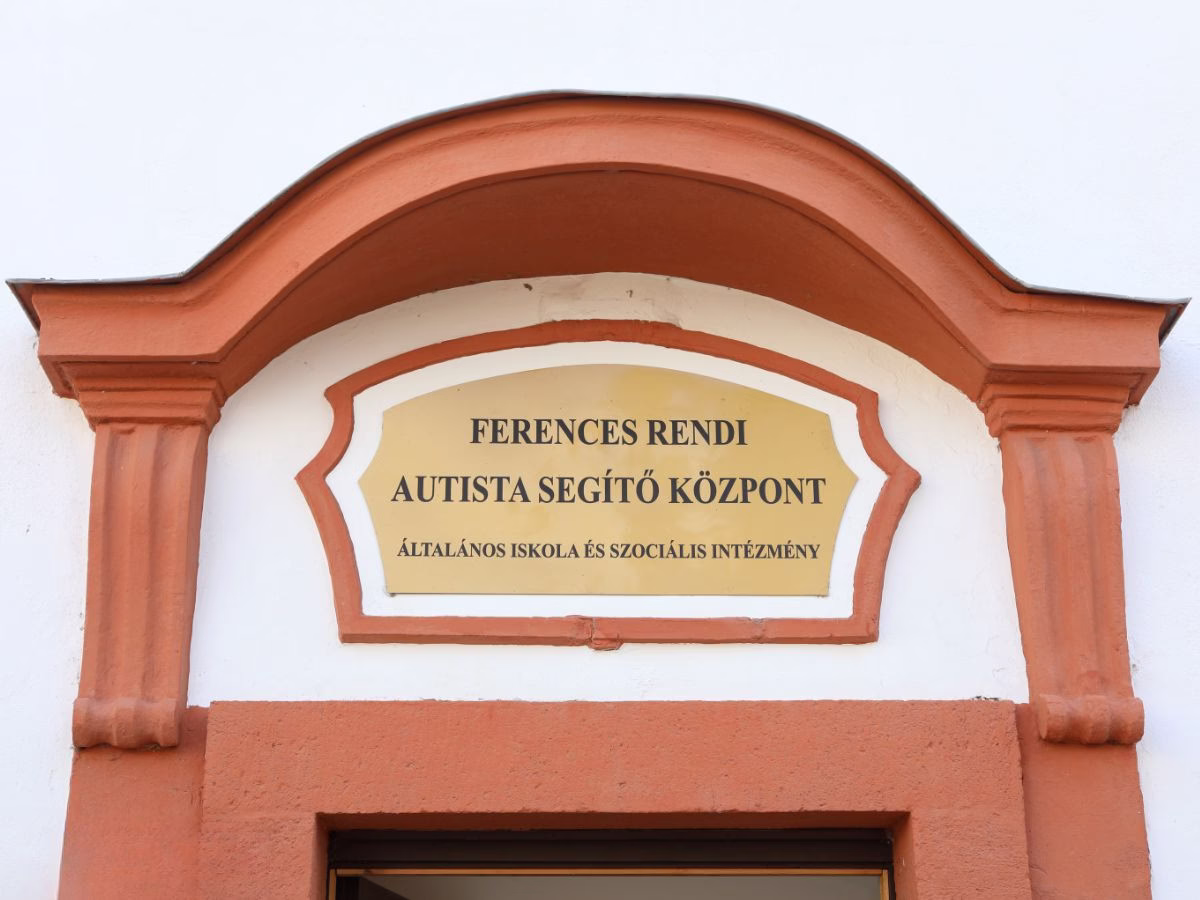 FERENCES RENDI
AUTISTA SEGÍTŐ KÖZPONT
ÁLTALÁNOS ISKOLA ÉS SZOCIÁLIS INTÉZMÉNY